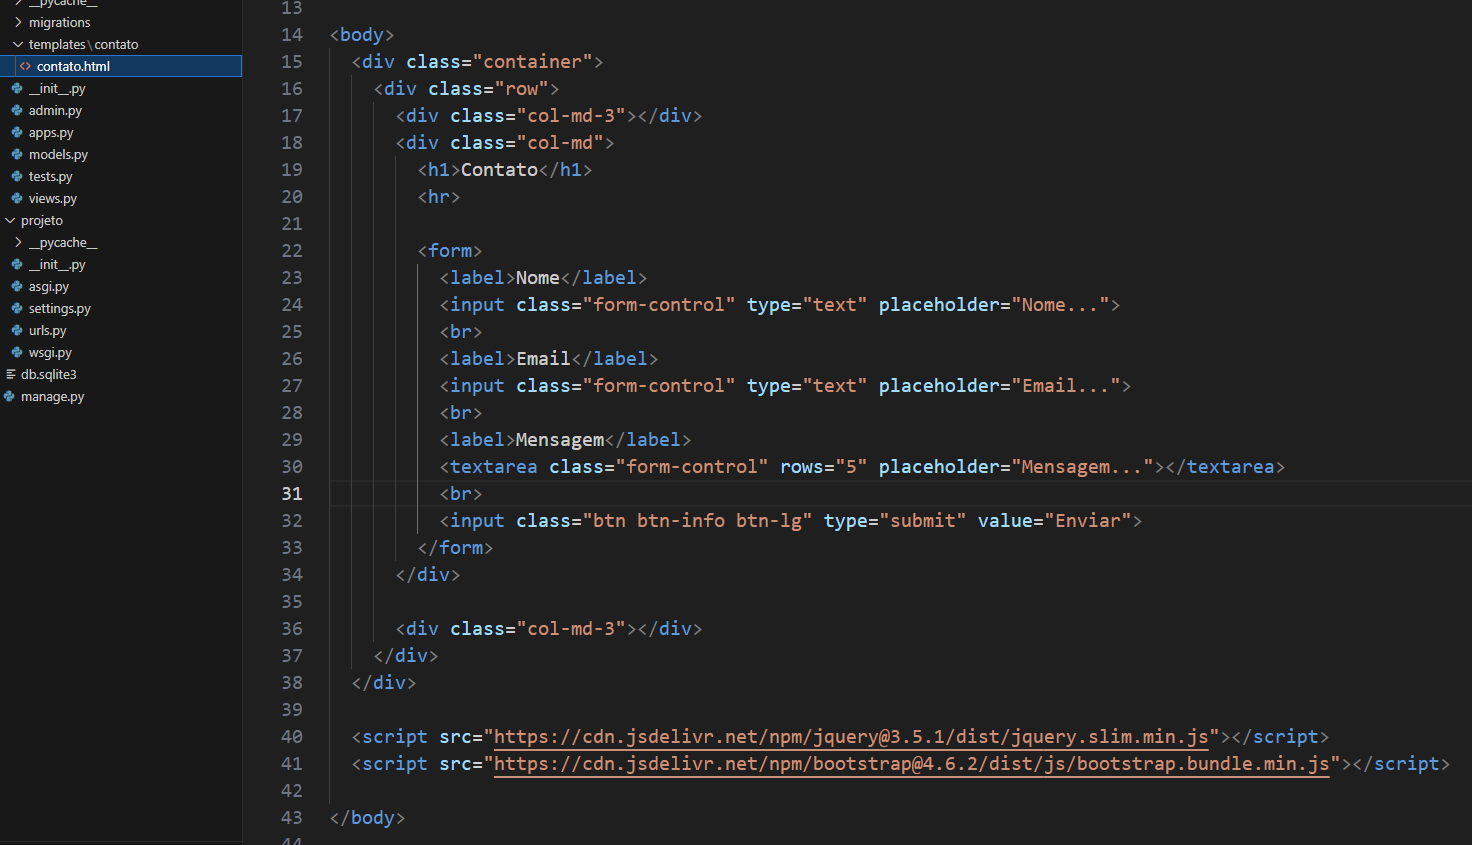 __pycache__
migrations
templates\contato
contato.html
__init__.py
admin.py
apps.py
models.py
tests.py
views.py
projeto
__pycache__
__init__.py
asgi.py
settings.py
urls.py
wsgi.py
db.sqlite3
manage.py
13
14 <body>
15 <div class="container">
16 <div class="row">
17 <div class="col-md-3"></div>
18 <div class="col-md">
19 <h1>Contato</h1>
20 <hr>
21
22 <form>
23 <label>Nome</label>
24 <input class="form-control" type="text" placeholder="Nome...">
25 <br>
26 <label>Email</label>
27 <input class="form-control" type="text" placeholder="Email...">
28 <br>
29 <label>Mensagem</label>
30 <textarea class="form-control" rows="5" placeholder="Mensagem..."></textarea>
31 <br>
32 <input class="btn btn-info btn-lg" type="submit" value="Enviar">
33 </form>
34 </div>
35
36 <div class="col-md-3"></div>
37 </div>
38 </div>
39
40 <script src="https://cdn.jsdelivr.net/npm/jquery@3.5.1/dist/jquery.slim.min.js"></script>
41 <script src="https://cdn.jsdelivr.net/npm/bootstrap@4.6.2/dist/js/bootstrap.bundle.min.js"></script>
42
43 </body>
44